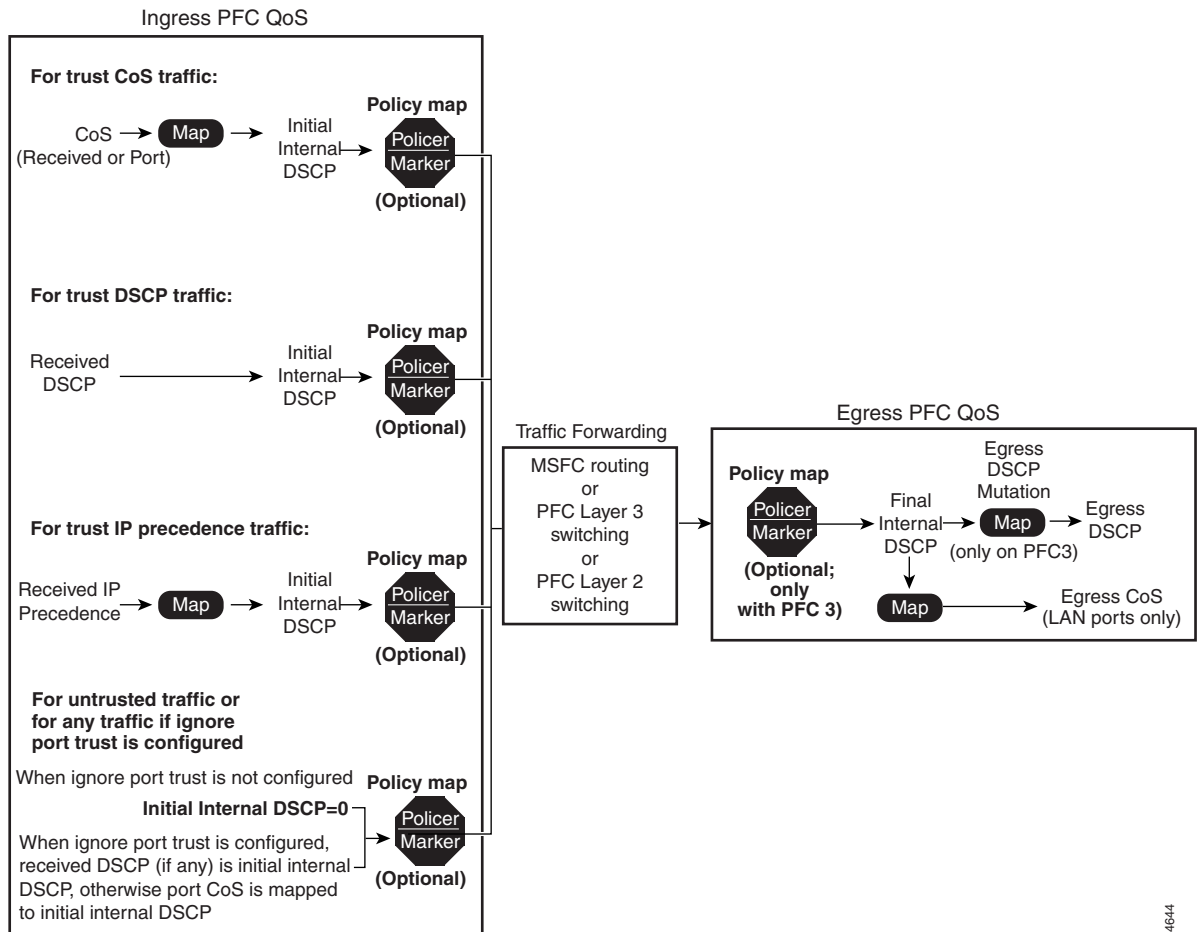 Ingress PFC QoS
For trust CoS traffic:
CoS
(Received or Port)
Map
Initial
Internal
DSCP
Policy map
Policer
Marker
(Optional)
For trust DSCP traffic:
Received
DSCP
Initial
Internal
DSCP
Policy map
Policer
Marker
(Optional)
For trust IP precedence traffic:
Received IP
Precedence
Map
Initial
Internal
DSCP
Policy map
Policer
Marker
(Optional)
For untrusted traffic or
for any traffic if ignore
port trust is configured
When ignore port trust is not configured
Initial Internal DSCP=0
When ignore port trust is configured,
received DSCP (if any) is initial internal
DSCP, otherwise port CoS is mapped
to initial internal DSCP
Policy map
Policer
Marker
(Optional)
Traffic Forwarding
MSFC routing
or
PFC Layer 3
switching
or
PFC Layer 2
switching
Egress PFC QoS
Policy map
Policer
Marker
(Optional;
only
with PFC 3)
Final
Internal
DSCP
Egress
DSCP
Mutation
Map
(only on PFC3)
Egress
DSCP
Map
Egress CoS
(LAN ports only)
4644